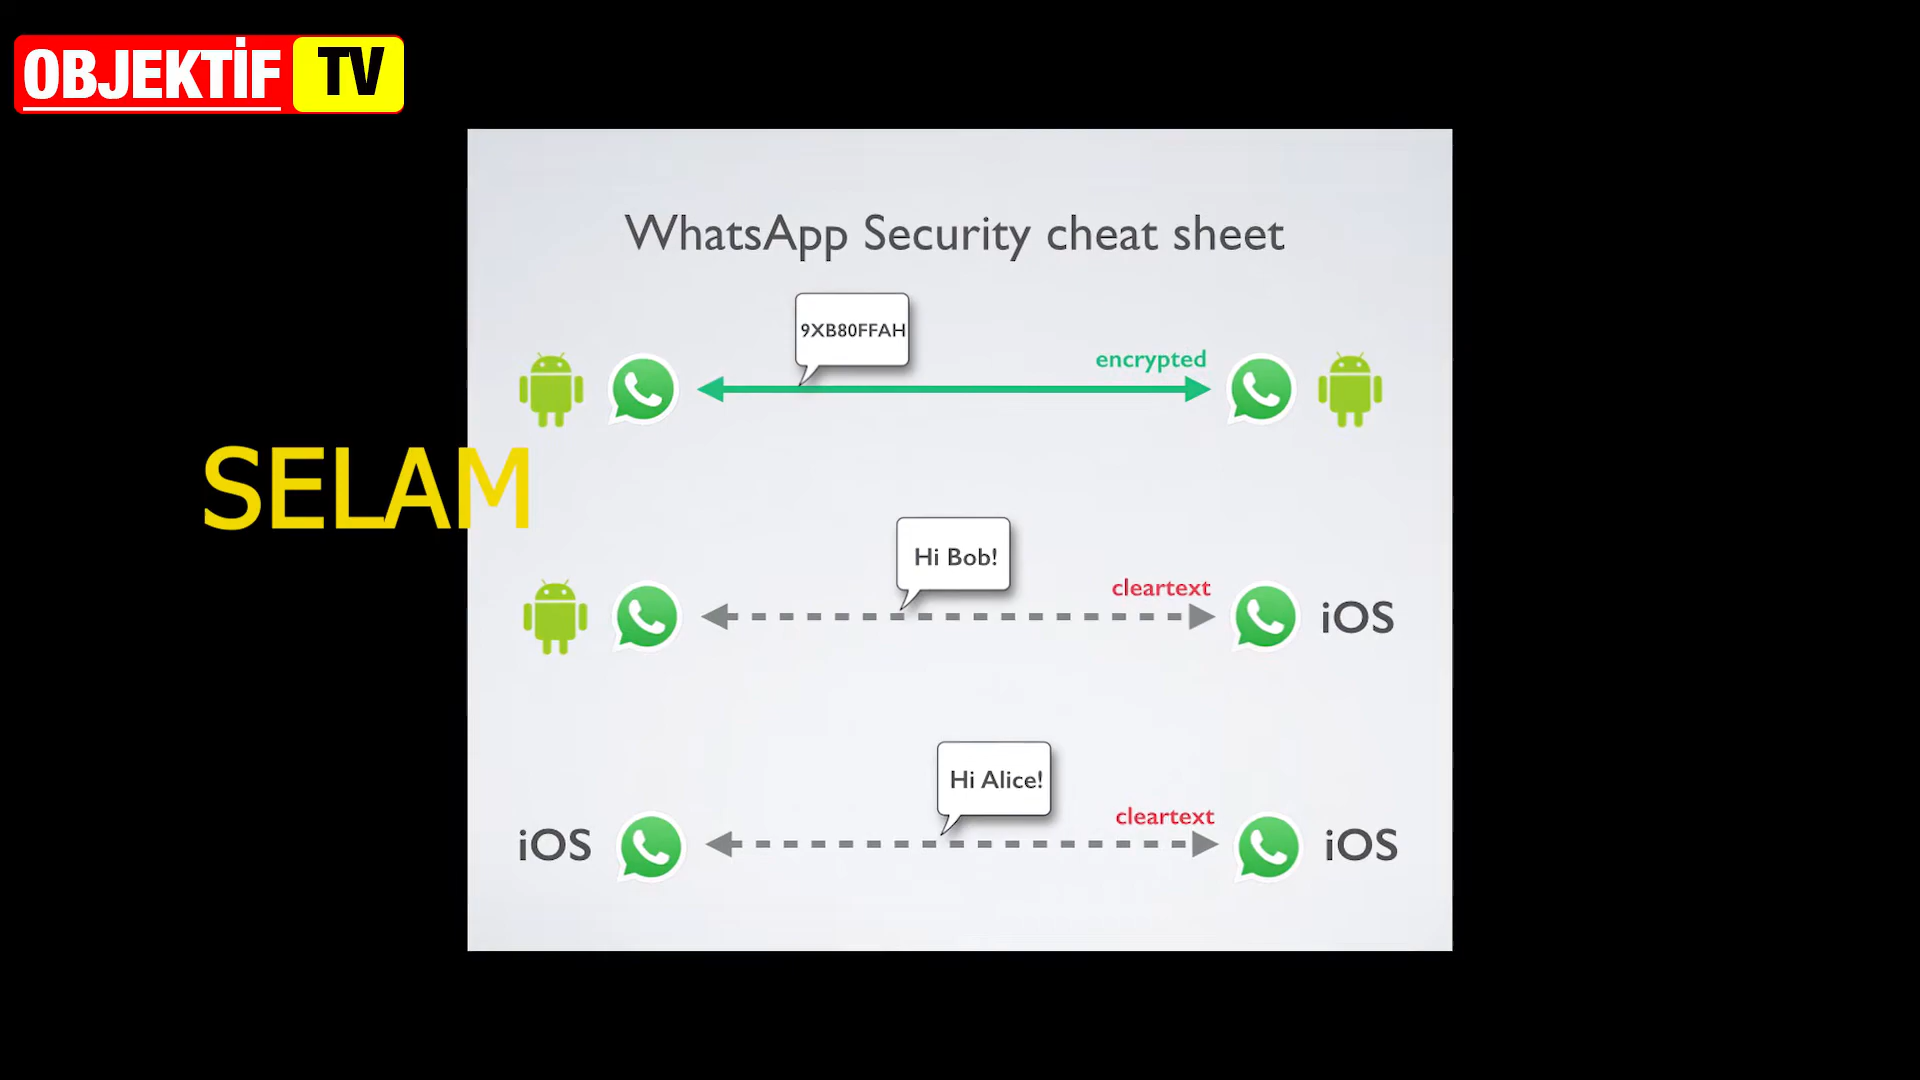 OBJEKTİF TV
WhatsApp Security cheat sheet
9XB80FFAH
encrypted
SELAM
Hi Bob!
cleartext
iOS
Hi Alice!
cleartext
iOS
iOS